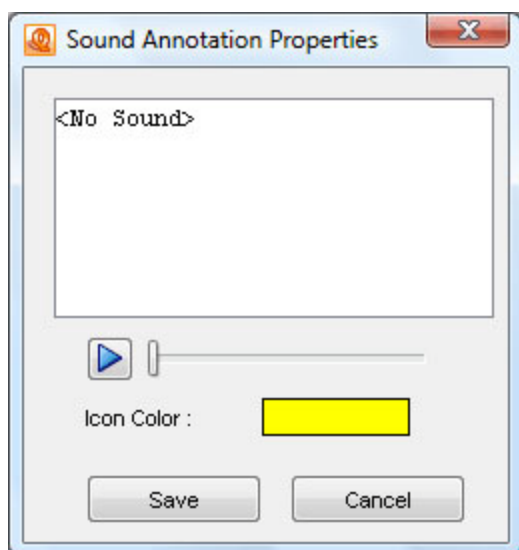 Sound Annotation Properties
<No Sound>
Icon Color :
Save
Cancel